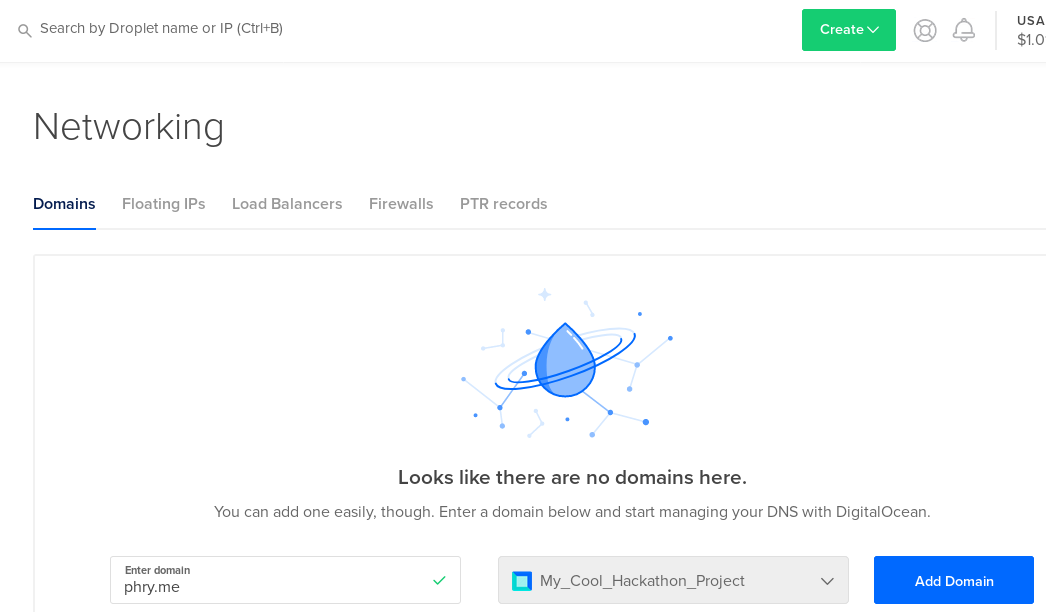 Search by Droplet name or IP (Ctrl+B)
Create
USA
Networking
Domains Floating IPs Load Balancers Firewalls PTR records
Looks like there are no domains here.
You can add one easily, though. Enter a domain below and start managing your DNS with DigitalOcean.
Enter domain
phry.me
My_Cool_Hackathon_Project
Add Domain